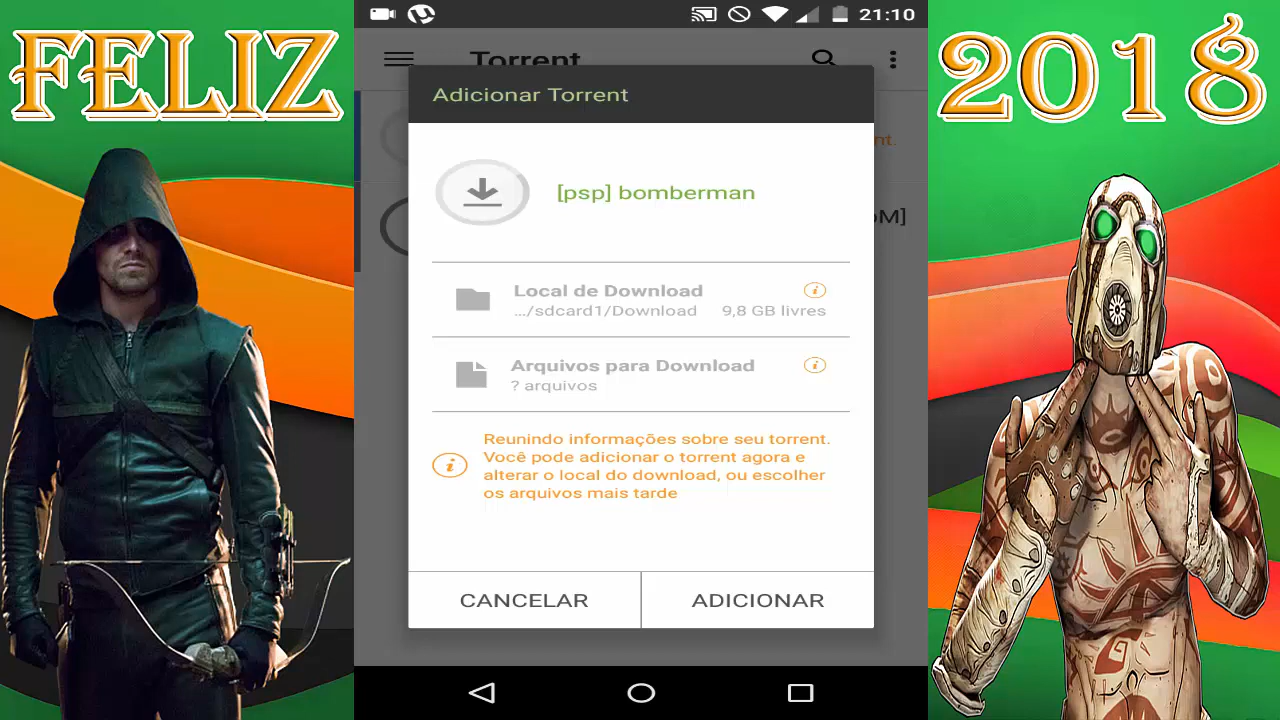 FELIZ
2018
21:10
Torrent
Adicionar Torrent
nt.
[psp] bomberman
oM]
Local de Download
.../sdcard1/Download 9,8 GB livres
Arquivos para Download
? arquivos
Reunindo informações sobre seu torrent.
Você pode adicionar o torrent agora e
alterar o local do download, ou escolher
os arquivos mais tarde
CANCELAR
ADICIONAR